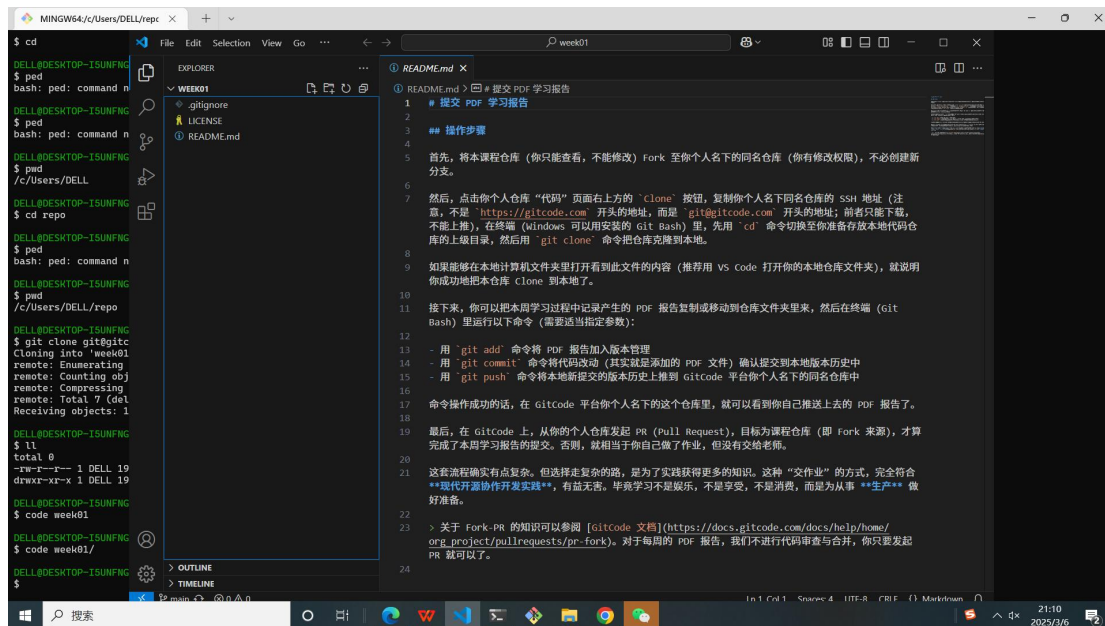 MINGW64:/c/Users/DELL/repo
$ cd
DELL@DESKTOP-I5UNFNG
$ ped
bash: ped: command n
DELL@DESKTOP-I5UNFNG
$ ped
bash: ped: command n
DELL@DESKTOP-I5UNFNG
$ pwd
/c/Users/DELL
DELL@DESKTOP-I5UNFNG
$ cd repo
DELL@DESKTOP-I5UNFNG
$ ped
bash: ped: command n
DELL@DESKTOP-I5UNFNG
$ pwd
/c/Users/DELL/repo
DELL@DESKTOP-I5UNFNG
$ git clone git@gitc
Cloning into 'week01
remote: Enumerating
remote: Counting obj
remote: Compressing
remote: Total 7 (del
Receiving objects: 1
DELL@DESKTOP-I5UNFNG
$ ll
total 0
-rw-r--r-- 1 DELL 19
drwxr-xr-x 1 DELL 19
DELL@DESKTOP-I5UNFNG
$ code week01
DELL@DESKTOP-I5UNFNG
$ code week01/
DELL@DESKTOP-I5UNFNG
$
File Edit Selection View Go ··· week01
EXPLORER ···
WEEK01
.gitignore
LICENSE
README.md
OUTLINE
TIMELINE
README.md
README.md > # 提交 PDF 学习报告
1 # 提交 PDF 学习报告
2
3 ## 操作步骤
4
5 首先，将本课程仓库 (你只能查看，不能修改) Fork 至你个人名下的同名仓库 (你有修改权限)，不必创建新
分支。
6
7 然后，点击你个人仓库 “代码” 页面右上方的 `Clone` 按钮，复制你个人名下同名仓库的 SSH 地址 (注
意，不是 `https://gitcode.com` 开头的地址，而是 `git@gitcode.com` 开头的地址；前者只能下载，
不能上推)，在终端 (Windows 可以用安装的 Git Bash) 里，先用 `cd` 命令切换至你准备存放本地代码仓
库的上级目录，然后用 `git clone` 命令把仓库克隆到本地。
8
9 如果能够在本地计算机文件夹里打开看到此文件的内容 (推荐用 VS Code 打开你的本地仓库文件夹)，就说明
你成功地把本仓库 Clone 到本地了。
10
11 接下来，你可以把本周学习过程中记录产生的 PDF 报告复制或移动到仓库文件夹里来，然后在终端 (Git
Bash) 里运行以下命令 (需要适当指定参数)：
12
13 - 用 `git add` 命令将 PDF 报告加入版本管理
14 - 用 `git commit` 命令将代码改动 (其实就是添加的 PDF 文件) 确认提交到本地版本历史中
15 - 用 `git push` 命令将本地新提交的版本历史上推到 GitCode 平台你个人名下的同名仓库中
16
17 命令操作成功的话，在 GitCode 平台你个人名下的这个仓库里，就可以看到你自己推送上去的 PDF 报告了。
18
19 最后，在 GitCode 上，从你的个人仓库发起 PR (Pull Request)，目标为课程仓库 (即 Fork 来源)，才算
完成了本周学习报告的提交。否则，就相当于你自己做了作业，但没有交给老师。
20
21 这套流程确实有点复杂。但选择走复杂的路，是为了实践获得更多的知识。这种 “交作业” 的方式，完全符合
**现代开源协作开发实践**，有益无害。毕竟学习不是娱乐，不是享受，不是消费，而是为从事 **生产** 做
好准备。
22
23 > 关于 Fork-PR 的知识可以参阅 [GitCode 文档](https://docs.gitcode.com/docs/help/home/
org_project/pullrequests/pr-fork)。对于每周的 PDF 报告，我们不进行代码审查与合并，你只要发起
PR 就可以了。
24
main 0 0 Ln 1, Col 1 Spaces: 4 UTF-8 CRLF {} Markdown
搜索
21:10
2025/3/6